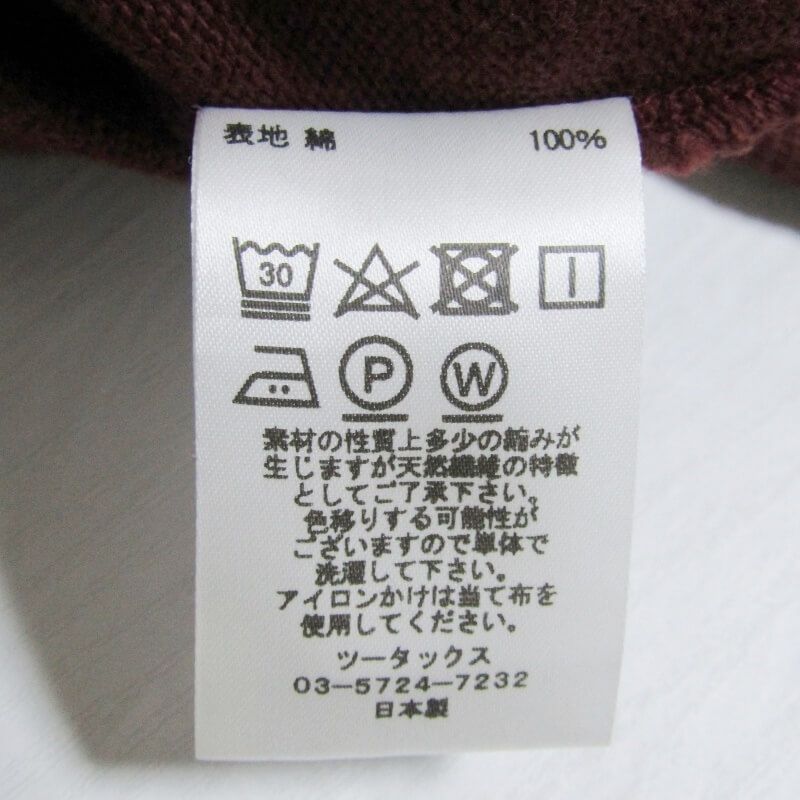 表地 綿 100%
30
P W
素材の性質上多少の縮みが
生じますが天然繊維の特徴
としてご了承下さい。
色移りする可能性が
ございますので単体で
洗濯して下さい。
アイロンかけは当て布を
使用してください。
ツータックス
03-5724-7232
日本製